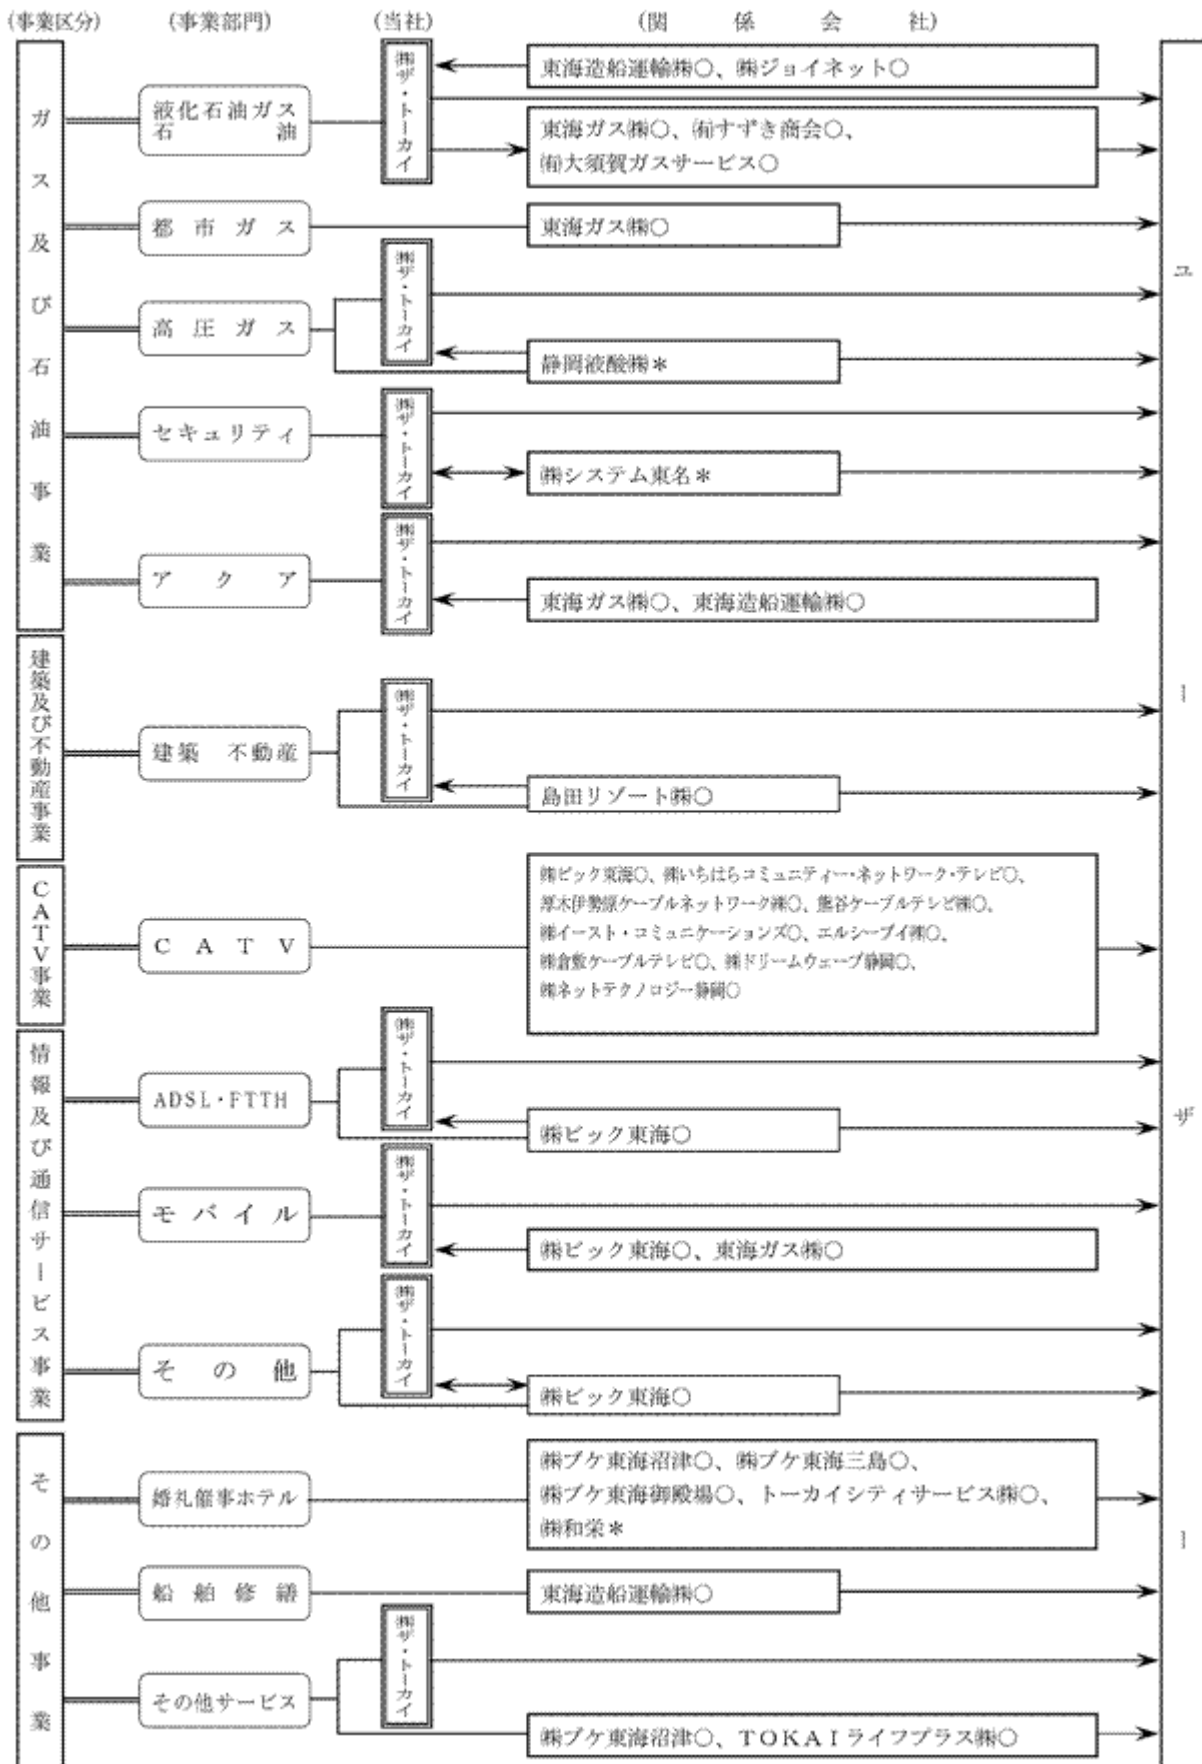 (事業区分) (事業部門) (当社) (関係会社)
ガス及び石油事業
液化石油ガス
石油
㈱ザ・トーカイ
東海造船運輸㈱○、㈱ジョイネット○
東海ガス㈱○、㈲すずき商会○、
㈲大須賀ガスサービス○
都市ガス
東海ガス㈱○
高圧ガス
㈱ザ・トーカイ
静岡液酸㈱*
セキュリティ
㈱ザ・トーカイ
㈱システム東名*
アクア
㈱ザ・トーカイ
東海ガス㈱○、東海造船運輸㈱○
建築及び不動産事業
建築 不動産
㈱ザ・トーカイ
島田リゾート㈱○
CATV事業
CATV
㈱ビック東海○、㈱いちはらコミュニティー・ネットワーク・テレビ○、
厚木伊勢原ケーブルネットワーク㈱○、熊谷ケーブルテレビ㈱○、
㈱イースト・コミュニケーションズ○、エルシーブイ㈱○、
㈱倉敷ケーブルテレビ○、㈱ドリームウェーブ静岡○、
㈱ネットテクノロジー静岡○
情報及び通信サービス事業
ADSL・FTTH
㈱ザ・トーカイ
㈱ビック東海○
モバイル
㈱ザ・トーカイ
㈱ビック東海○、東海ガス㈱○
その他
㈱ザ・トーカイ
㈱ビック東海○
その他事業
婚礼催事ホテル
㈱ブケ東海沼津○、㈱ブケ東海三島○、
㈱ブケ東海御殿場○、トーカイシティサービス㈱○、
㈱和栄*
船舶修繕
東海造船運輸㈱○
その他サービス
㈱ザ・トーカイ
㈱ブケ東海沼津○、TOKAIライフプラス㈱○
ユーザー